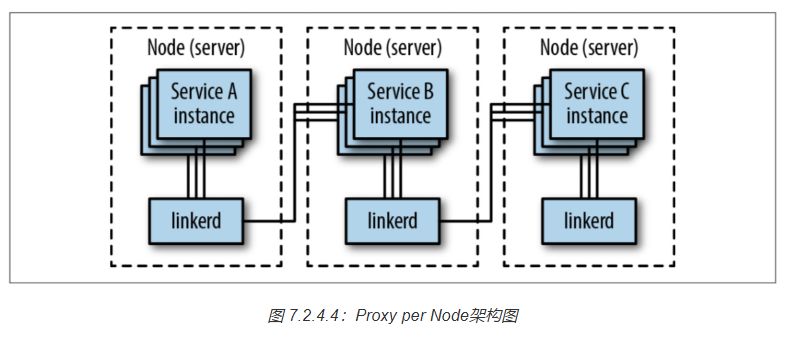 Node (server)
Node (server)
Node (server)
Service A
instance
Service B
instance
Service C
instance
linkerd
linkerd
linkerd
图 7.2.4.4：Proxy per Node架构图